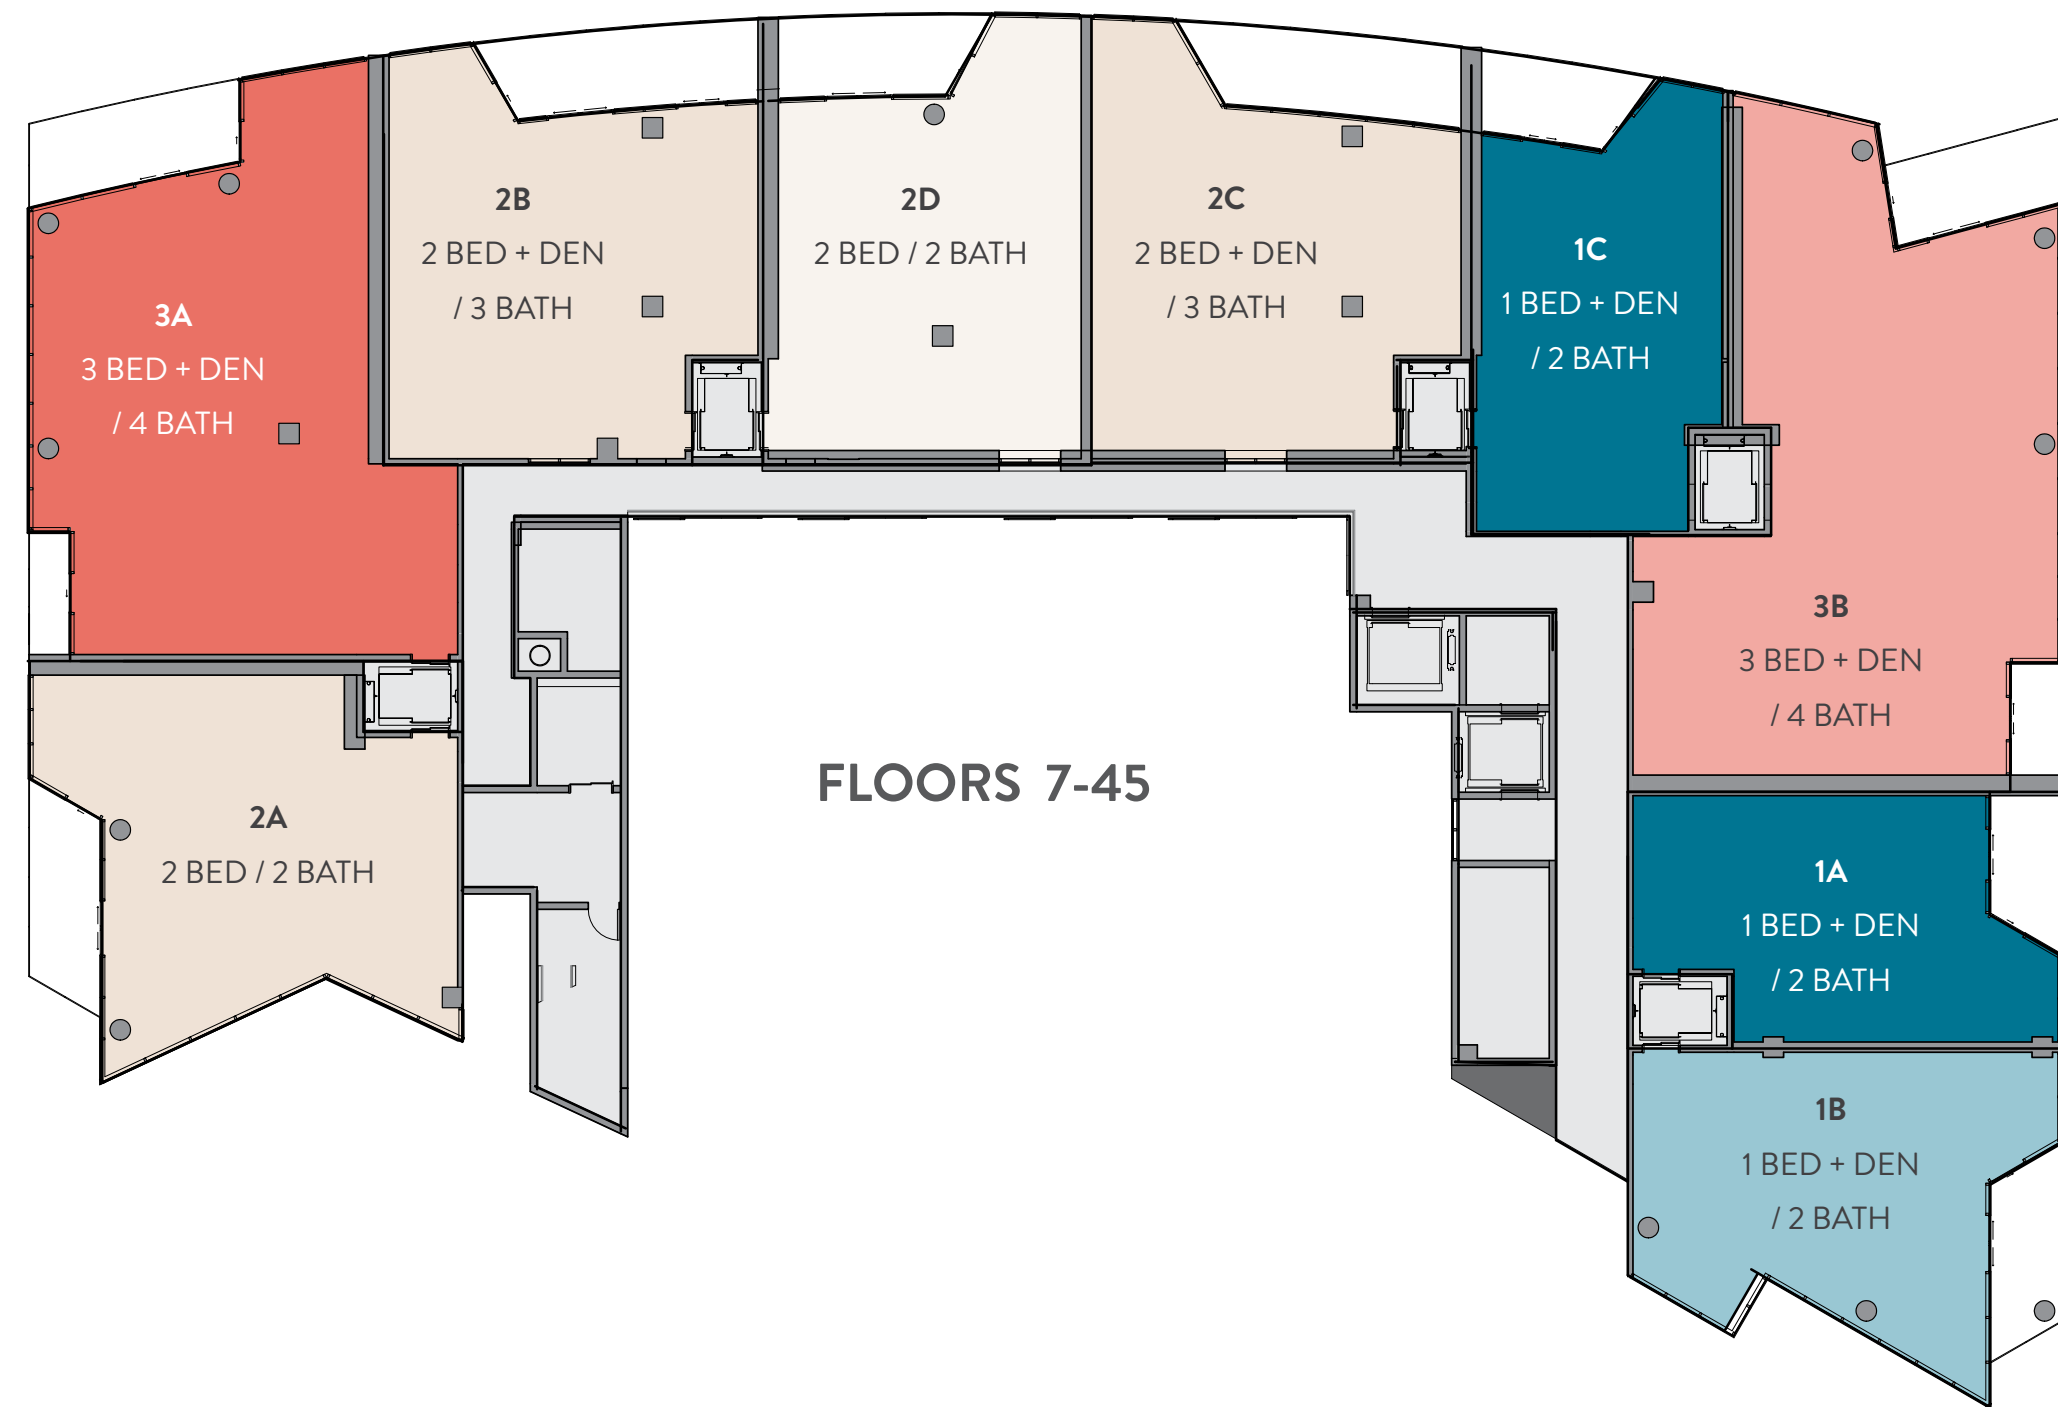 2B
2 BED + DEN
/ 3 BATH
2D
2 BED / 2 BATH
2C
2 BED + DEN
/ 3 BATH
1C
1 BED + DEN
/ 2 BATH
3A
3 BED + DEN
/ 4 BATH
3B
3 BED + DEN
/ 4 BATH
FLOORS 7-45
2A
2 BED / 2 BATH
1A
1 BED + DEN
/ 2 BATH
1B
1 BED + DEN
/ 2 BATH